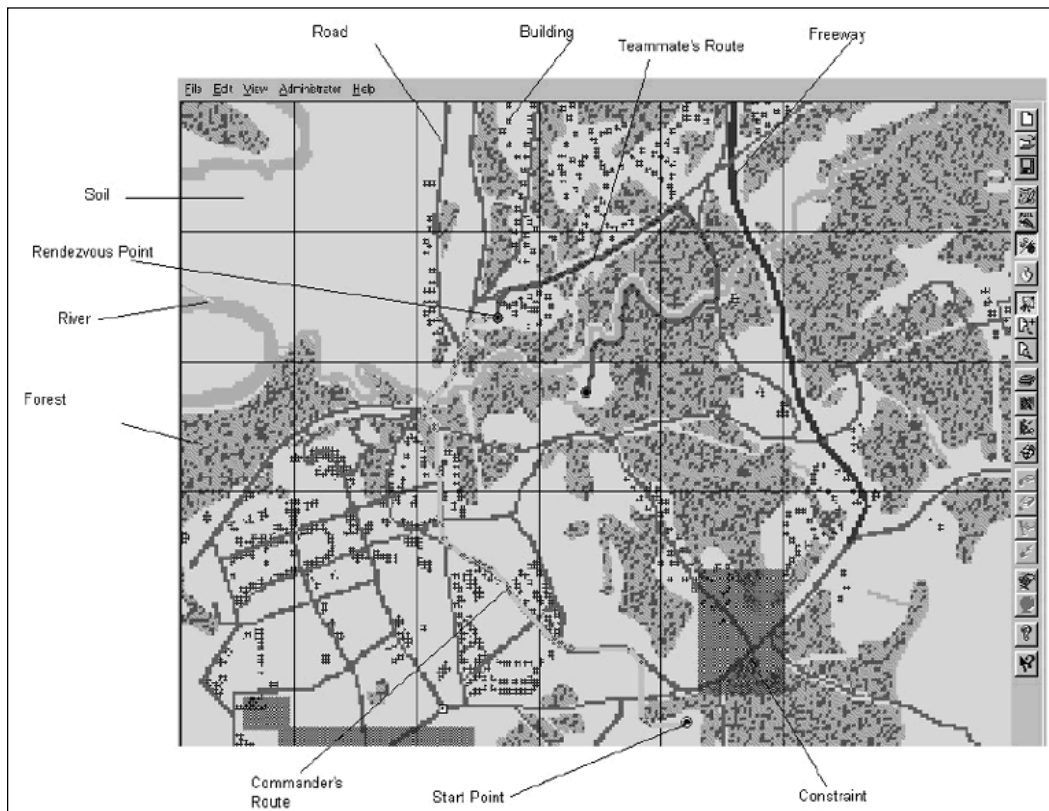 Road
Building
Teammate's Route
Freeway
File Edit View Administrator Help
Soil
Rendezvous Point
River
Forest
Commander's
Route
Start Point
Constraint